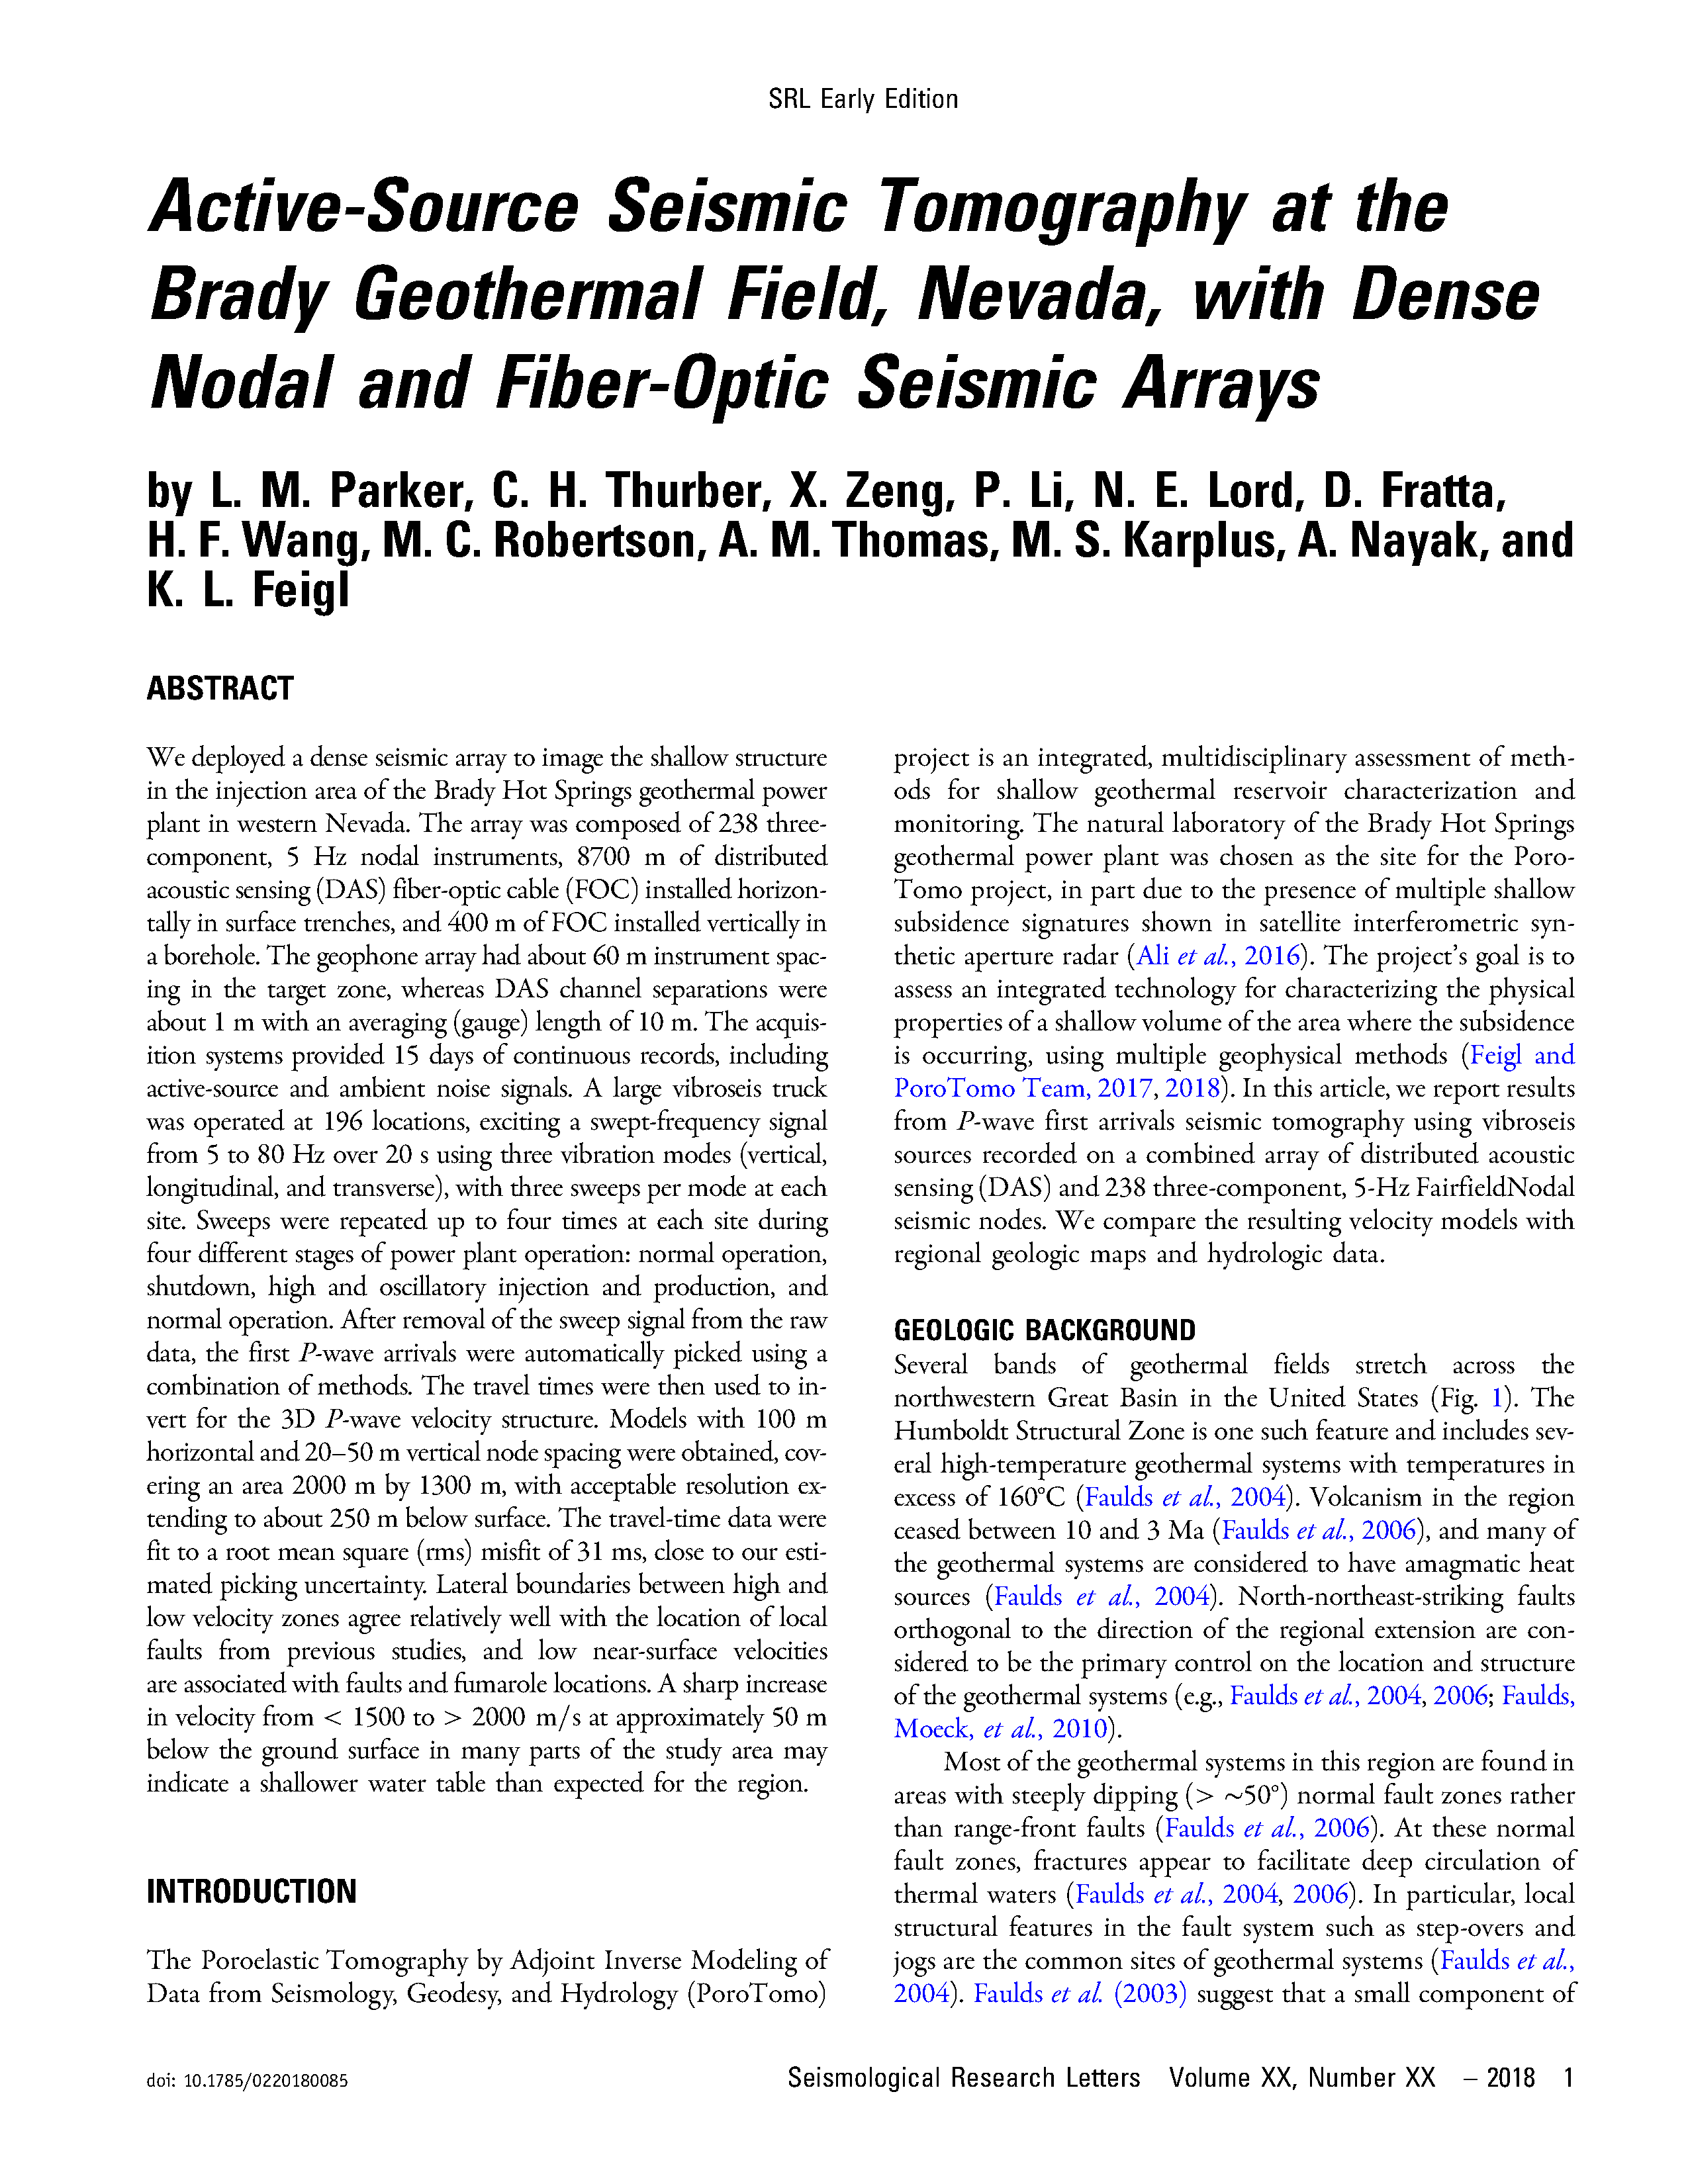 SRL Early Edition
Active-Source Seismic Tomography at the
Brady Geothermal Field, Nevada, with Dense
Nodal and Fiber-Optic Seismic Arrays
by L. M. Parker, C. H. Thurber, X. Zeng, P. Li, N. E. Lord, D. Fratta,
H. F. Wang, M. C. Robertson, A. M. Thomas, M. S. Karplus, A. Nayak, and
K. L. Feigl
ABSTRACT
We deployed a dense seismic array to image the shallow structure
in the injection area of the Brady Hot Springs geothermal power
plant in western Nevada. The array was composed of 238 three-
component, 5 Hz nodal instruments, 8700 m of distributed
acoustic sensing (DAS) fiber-optic cable (FOC) installed horizon-
tally in surface trenches, and 400 m of FOC installed vertically in
a borehole. The geophone array had about 60 m instrument spac-
ing in the target zone, whereas DAS channel separations were
about 1 m with an averaging (gauge) length of 10 m. The acquis-
ition systems provided 15 days of continuous records, including
active-source and ambient noise signals. A large vibroseis truck
was operated at 196 locations, exciting a swept-frequency signal
from 5 to 80 Hz over 20 s using three vibration modes (vertical,
longitudinal, and transverse), with three sweeps per mode at each
site. Sweeps were repeated up to four times at each site during
four different stages of power plant operation: normal operation,
shutdown, high and oscillatory injection and production, and
normal operation. After removal of the sweep signal from the raw
data, the first P-wave arrivals were automatically picked using a
combination of methods. The travel times were then used to in-
vert for the 3D P-wave velocity structure. Models with 100 m
horizontal and 20–50 m vertical node spacing were obtained, cov-
ering an area 2000 m by 1300 m, with acceptable resolution ex-
tending to about 250 m below surface. The travel-time data were
fit to a root mean square (rms) misfit of 31 ms, close to our esti-
mated picking uncertainty. Lateral boundaries between high and
low velocity zones agree relatively well with the location of local
faults from previous studies, and low near-surface velocities
are associated with faults and fumarole locations. A sharp increase
in velocity from < 1500 to > 2000 m/s at approximately 50 m
below the ground surface in many parts of the study area may
indicate a shallower water table than expected for the region.
INTRODUCTION
The Poroelastic Tomography by Adjoint Inverse Modeling of
Data from Seismology, Geodesy, and Hydrology (PoroTomo)
project is an integrated, multidisciplinary assessment of meth-
ods for shallow geothermal reservoir characterization and
monitoring. The natural laboratory of the Brady Hot Springs
geothermal power plant was chosen as the site for the Poro-
Tomo project, in part due to the presence of multiple shallow
subsidence signatures shown in satellite interferometric syn-
thetic aperture radar (Ali et al., 2016). The project's goal is to
assess an integrated technology for characterizing the physical
properties of a shallow volume of the area where the subsidence
is occurring, using multiple geophysical methods (Feigl and
PoroTomo Team, 2017, 2018). In this article, we report results
from P-wave first arrivals seismic tomography using vibroseis
sources recorded on a combined array of distributed acoustic
sensing (DAS) and 238 three-component, 5-Hz FairfieldNodal
seismic nodes. We compare the resulting velocity models with
regional geologic maps and hydrologic data.
GEOLOGIC BACKGROUND
Several bands of geothermal fields stretch across the
northwestern Great Basin in the United States (Fig. 1). The
Humboldt Structural Zone is one such feature and includes sev-
eral high-temperature geothermal systems with temperatures in
excess of 160°C (Faulds et al., 2004). Volcanism in the region
ceased between 10 and 3 Ma (Faulds et al., 2006), and many of
the geothermal systems are considered to have amagmatic heat
sources (Faulds et al., 2004). North-northeast-striking faults
orthogonal to the direction of the regional extension are con-
sidered to be the primary control on the location and structure
of the geothermal systems (e.g., Faulds et al., 2004, 2006; Faulds,
Moeck, et al., 2010).
Most of the geothermal systems in this region are found in
areas with steeply dipping (> ∼50°) normal fault zones rather
than range-front faults (Faulds et al., 2006). At these normal
fault zones, fractures appear to facilitate deep circulation of
thermal waters (Faulds et al., 2004, 2006). In particular, local
structural features in the fault system such as step-overs and
jogs are the common sites of geothermal systems (Faulds et al.,
2004). Faulds et al. (2003) suggest that a small component of
doi: 10.1785/0220180085
Seismological Research Letters Volume XX, Number XX – 2018 1